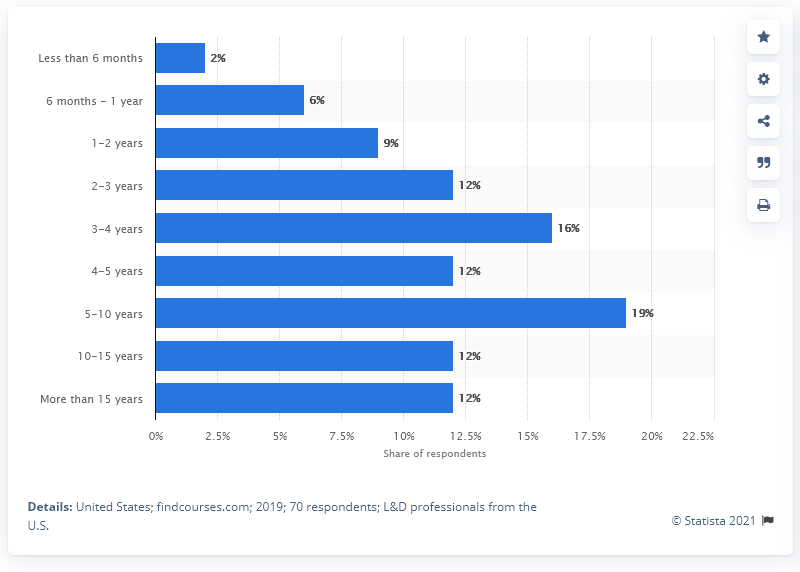 Less than 6 months 2%
6 months – 1 year 6%
1–2 years 9%
2–3 years 12%
3–4 years 16%
4–5 years 12%
5–10 years 19%
10–15 years 12%
More than 15 years 12%
0% 2.5% 5% 7.5% 10% 12.5% 15% 17.5% 20% 22.5%
Share of respondents
Details: United States; findcourses.com; 2019; 70 respondents; L&D professionals from the
U.S.
© Statista 2021